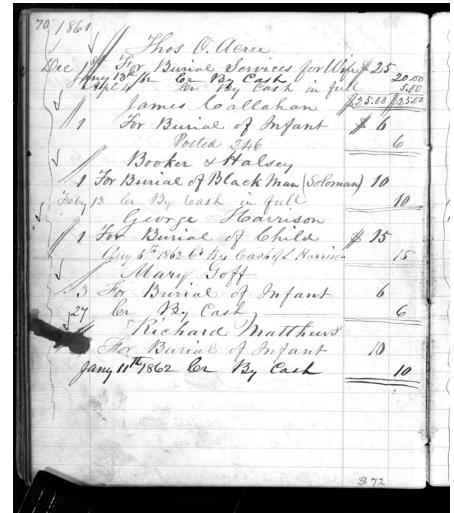 70 1861
Thos O. Acree
Dec 1st For Burial Services for Wife $25
Jany 13th Cr By Cash 20.00
Apl 4 Cr By Cash in full 5.00
$25.00 $25.00
James Callahan
1 For Burial of Infant $6
Posted 246 6
Booker & Halsey
1 For Burial of Black Man (Soloman) 10
Feby 13 Cr By Cash in full 10
George Harrison
1 For Burial of Child $15
Aug 6th 1862 Cr By Cash of L Harrison 15
Mary Goff
3 For Burial of Infant 6
27 Cr By Cash 6
Richard Matthews
For Burial of Infant 10
Jany 11th 1862 Cr By Cash 10
$72